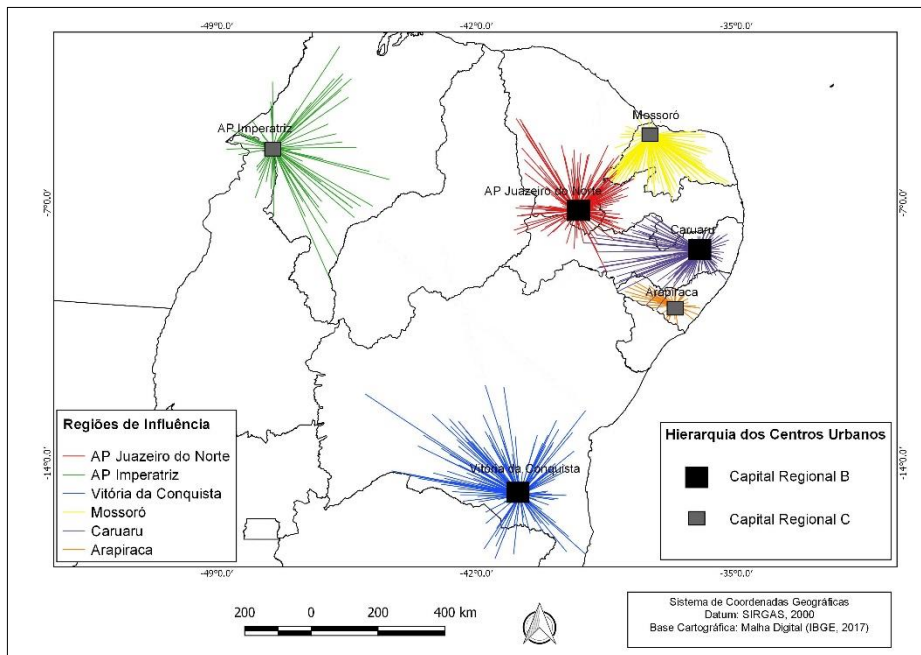 -49°0.0'
-42°0.0'
-35°0.0'
Mossoró
AP Imperatriz
-7°0.0'
AP Juazeiro do Norte
-7°0.0'
Caruaru
Arapiraca
Regiões de Influência
AP Juazeiro do Norte
AP Imperatriz
Vitória da Conquista
Mossoró
Caruaru
Arapiraca
-14°0.0'
Vitória da Conquista
Hierarquia dos Centros Urbanos
Capital Regional B
Capital Regional C
-14°0.0'
-49°0.0'
-42°0.0'
-35°0.0'
200 0 200 400 km
Sistema de Coordenadas Geográficas
Datum: SIRGAS, 2000
Base Cartográfica: Malha Digital (IBGE, 2017)